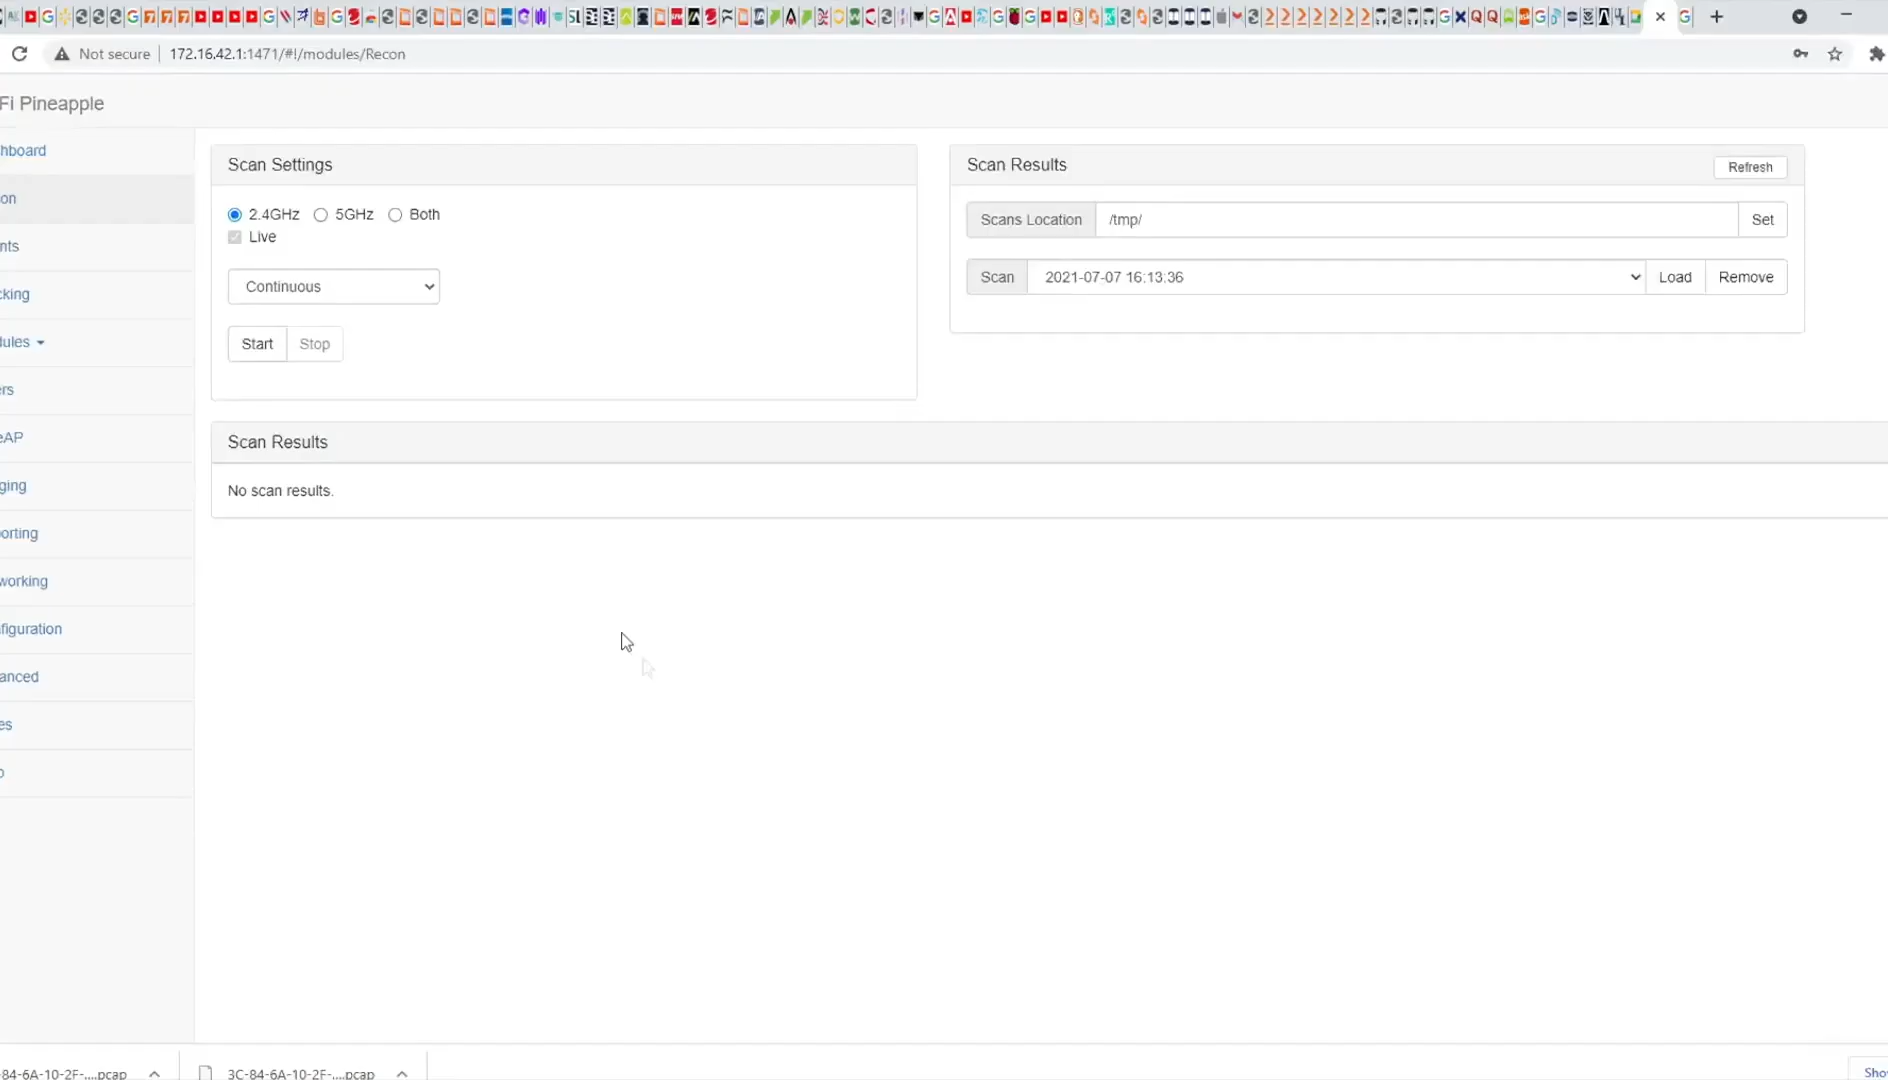 Not secure
172.16.42.1:1471/#!/modules/Recon
Fi Pineapple
hboard
on
nts
cking
dules
ers
eAP
ging
orting
working
figuration
anced
es
Scan Settings
2.4GHz 5GHz Both
Live
Continuous
Start Stop
Scan Results
Refresh
Scans Location /tmp/ Set
Scan 2021-07-07 16:13:36 Load Remove
Scan Results
No scan results.
-84-6A-10-2F-....pcap
3C-84-6A-10-2F-....pcap
Sho